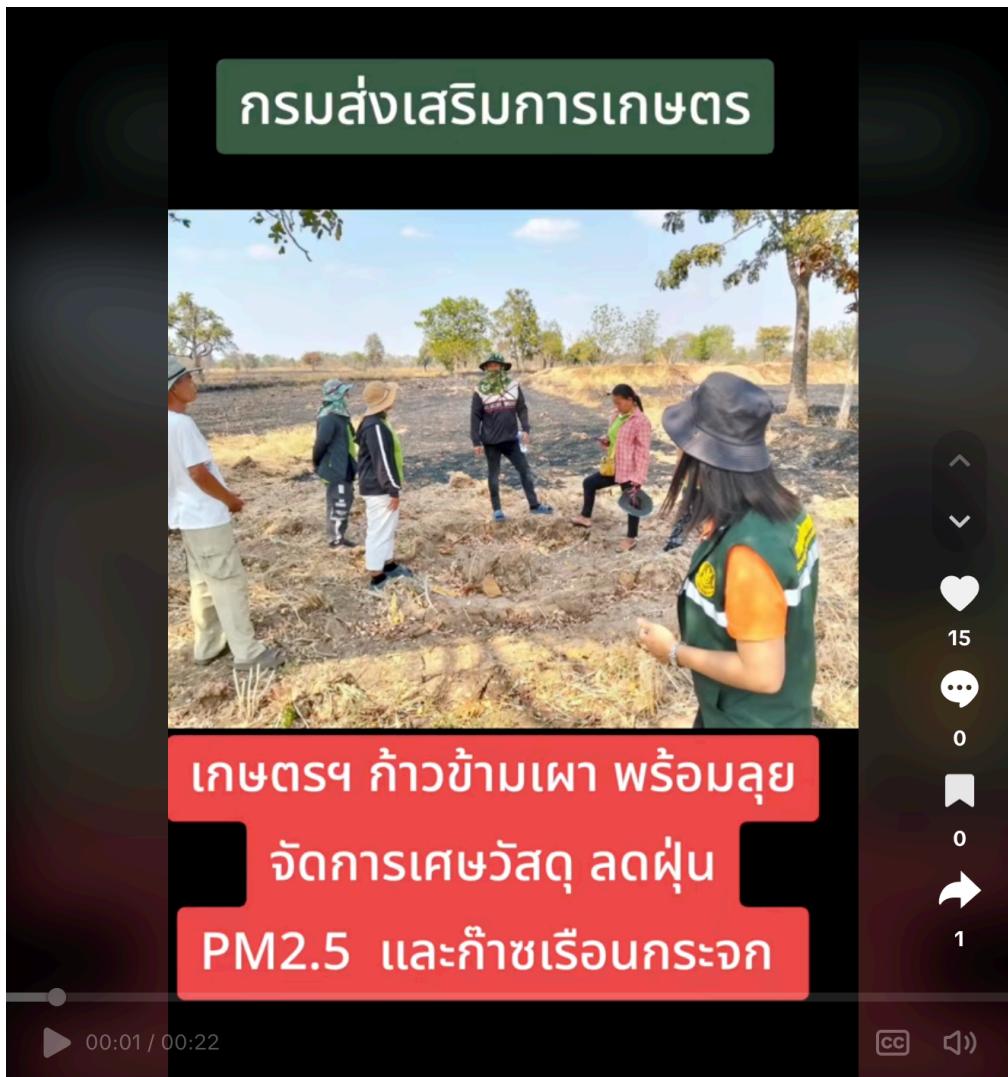 กรมส่งเสริมการเกษตร
เกษตรฯ ก้าวข้ามเผา พร้อมลุย
จัดการเศษวัสดุ ลดฝุ่น
PM2.5 และก๊าซเรือนกระจก
15
0
0
1
00:01 / 00:22
CC